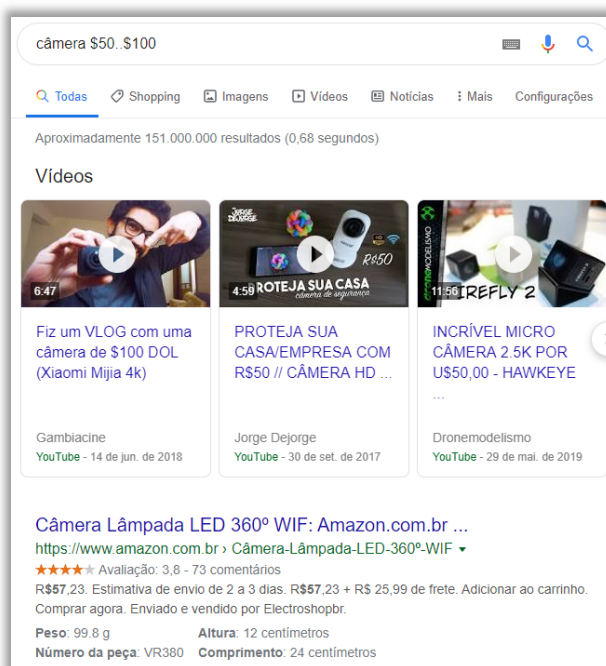 câmera $50..$100
Todas Shopping Imagens Vídeos Notícias Mais Configurações
Aproximadamente 151.000.000 resultados (0,68 segundos)
Vídeos
6:47
JORGE DEJORGE
R$50
HD
4:59
PROTEJA SUA CASA
câmera de segurança
DRONEMODELISMO
11:56
FIREFLY 2
Fiz um VLOG com uma
câmera de $100 DOL
(Xiaomi Mijia 4k)
Gambiacine
YouTube - 14 de jun. de 2018
PROTEJA SUA
CASA/EMPRESA COM
R$50 // CÂMERA HD ...
Jorge Dejorge
YouTube - 30 de set. de 2017
INCRÍVEL MICRO
CÂMERA 2.5K POR
U$50,00 - HAWKEYE
...
Dronemodelismo
YouTube - 29 de mai. de 2019
Câmera Lâmpada LED 360º WIF: Amazon.com.br ...
https://www.amazon.com.br › Câmera-Lâmpada-LED-360º-WIF
Avaliação: 3,8 - 73 comentários
R$57,23. Estimativa de envio de 2 a 3 dias. R$57,23 + R$ 25,99 de frete. Adicionar ao carrinho.
Comprar agora. Enviado e vendido por Electroshopbr.
Peso: 99.8 g Altura: 12 centímetros
Número da peça: VR380 Comprimento: 24 centímetros